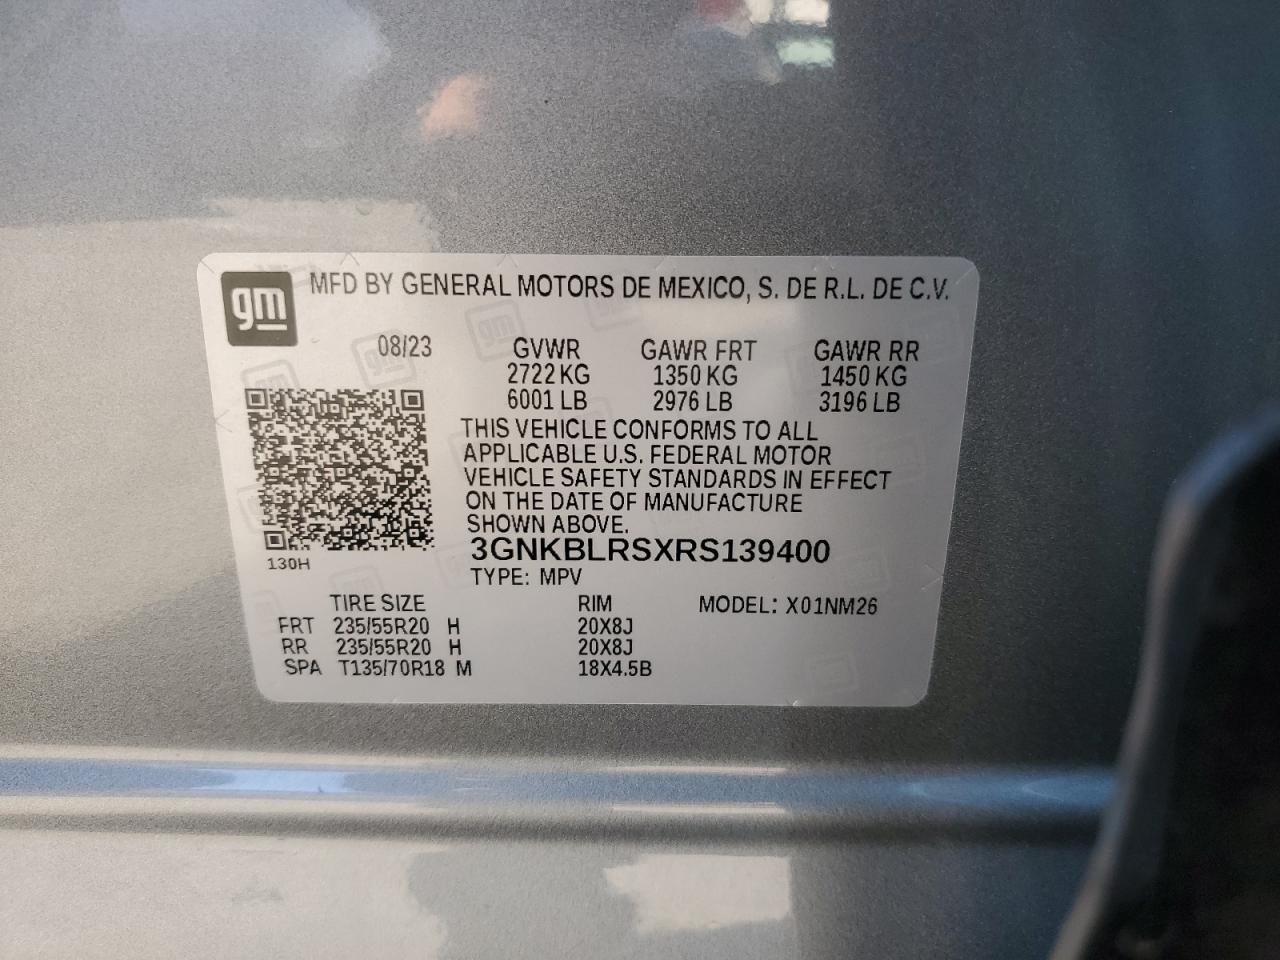 gm MFD BY GENERAL MOTORS DE MEXICO, S. DE R.L. DE C.V.
08/23 GVWR GAWR FRT GAWR RR
2722 KG 1350 KG 1450 KG
6001 LB 2976 LB 3196 LB
THIS VEHICLE CONFORMS TO ALL
APPLICABLE U.S. FEDERAL MOTOR
VEHICLE SAFETY STANDARDS IN EFFECT
ON THE DATE OF MANUFACTURE
SHOWN ABOVE.
3GNKBLRSXRS139400
130H
TYPE: MPV
TIRE SIZE RIM MODEL: X01NM26
FRT 235/55R20 H 20X8J
RR 235/55R20 H 20X8J
SPA T135/70R18 M 18X4.5B